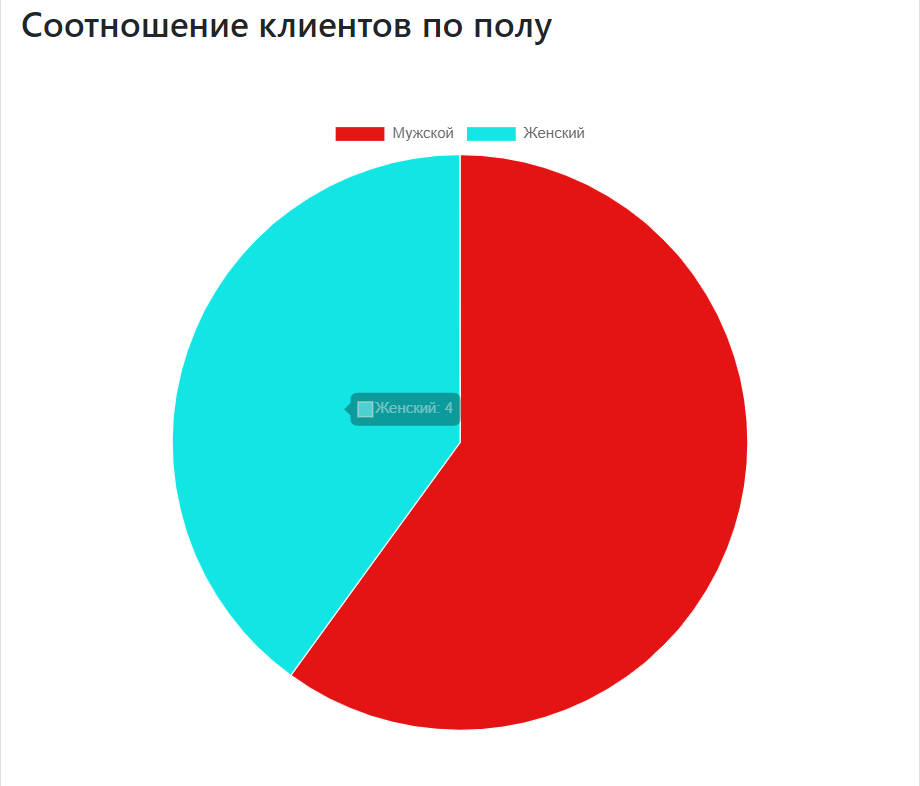 Соотношение клиентов по полу
Мужской Женский
Женский: 4